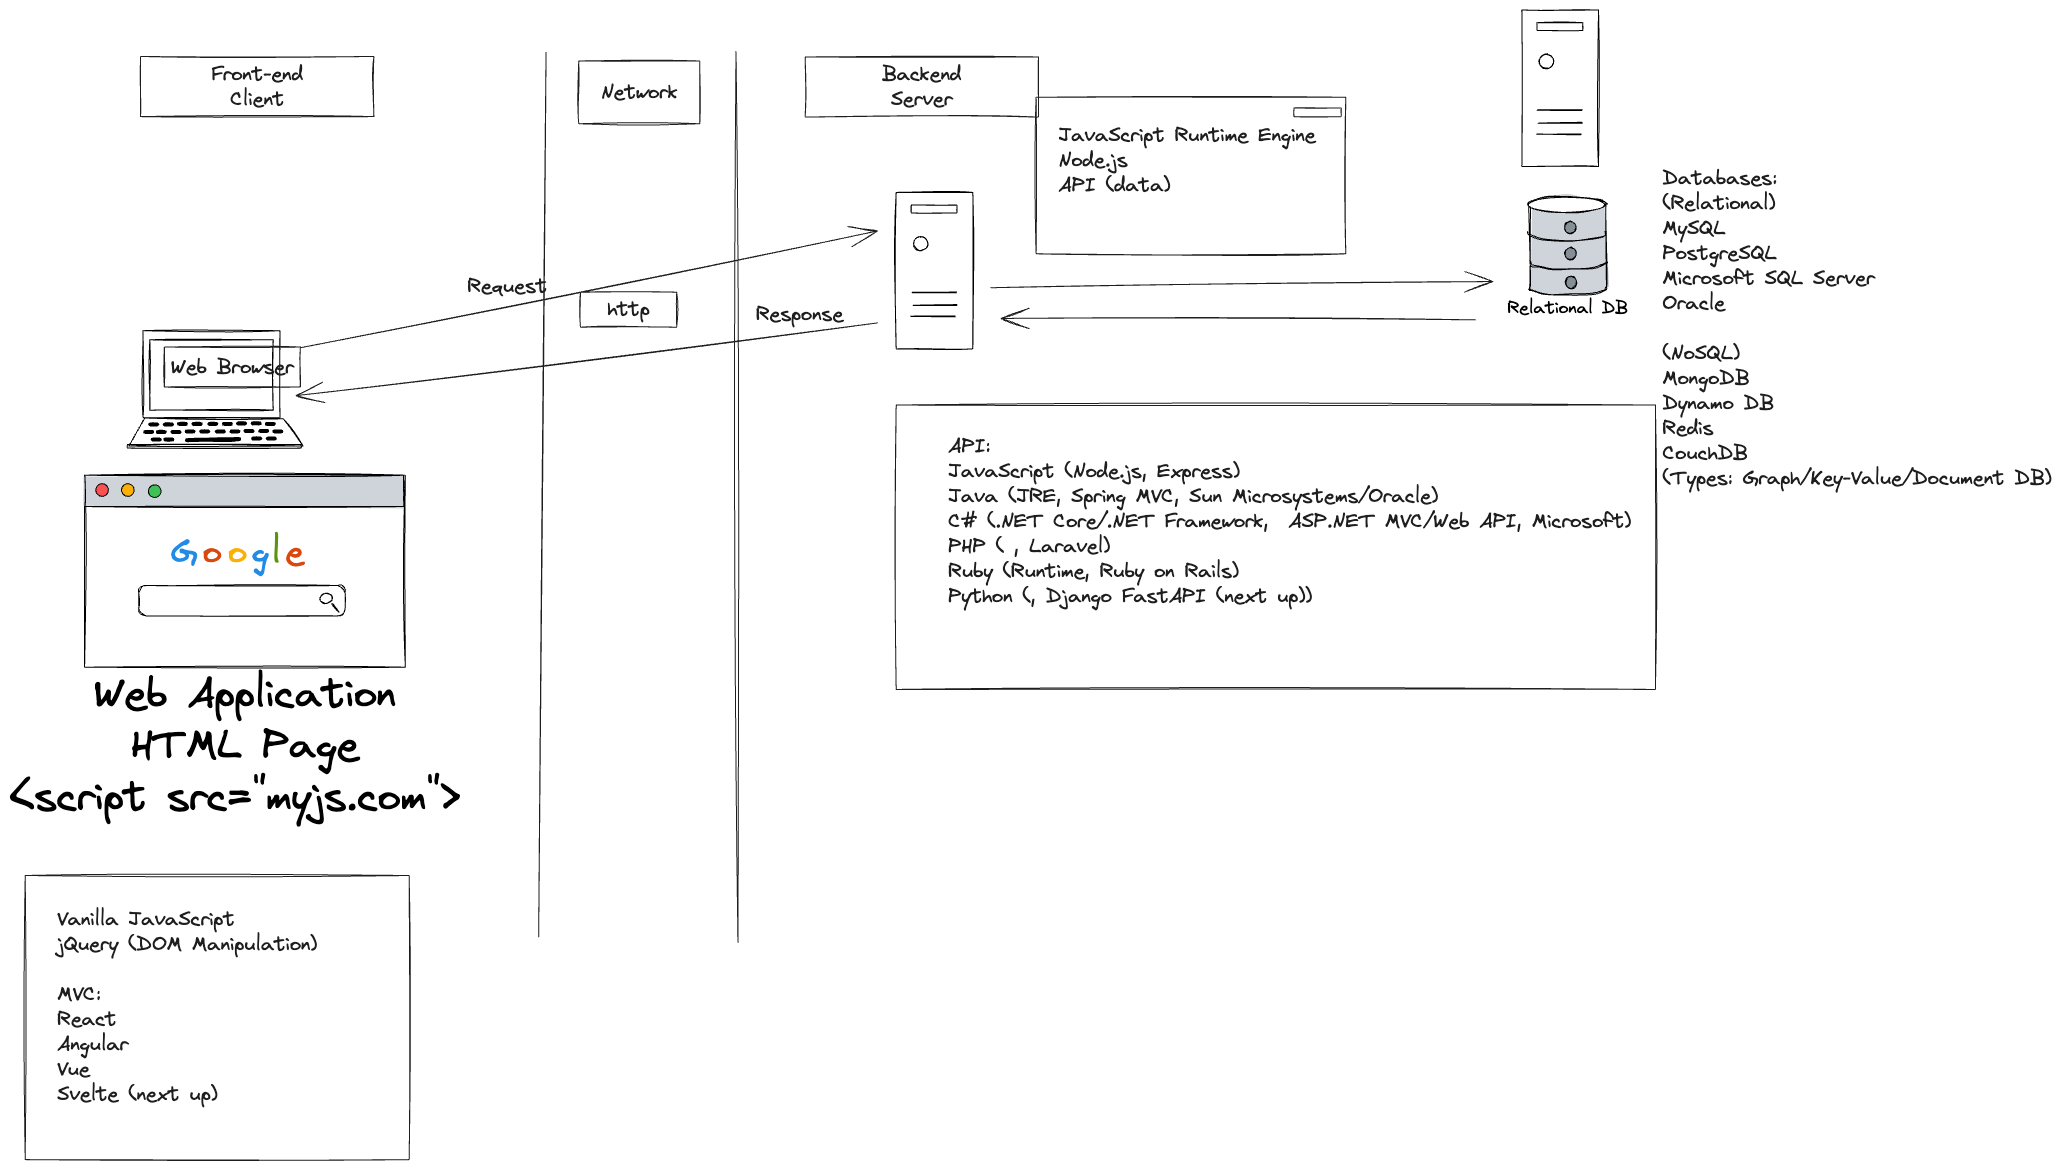 Front-end
Client
Network
Backend
Server
JavaScript Runtime Engine
Node.js
API (data)
Request
http
Response
Web Browser
Relational DB
Databases:
(Relational)
MySQL
PostgreSQL
Microsoft SQL Server
Oracle
(NoSQL)
MongoDB
Dynamo DB
Redis
CouchDB
(Types: Graph/Key-Value/Document DB)
API:
JavaScript (Node.js, Express)
Java (JRE, Spring MVC, Sun Microsystems/Oracle)
C# (.NET Core/.NET Framework,  ASP.NET MVC/Web API, Microsoft)
PHP ( , Laravel)
Ruby (Runtime, Ruby on Rails)
Python (, Django FastAPI (next up))
Google
Web Application
HTML Page
<script src="myjs.com">
Vanilla JavaScript
jQuery (DOM Manipulation)
MVC:
React
Angular
Vue
Svelte (next up)